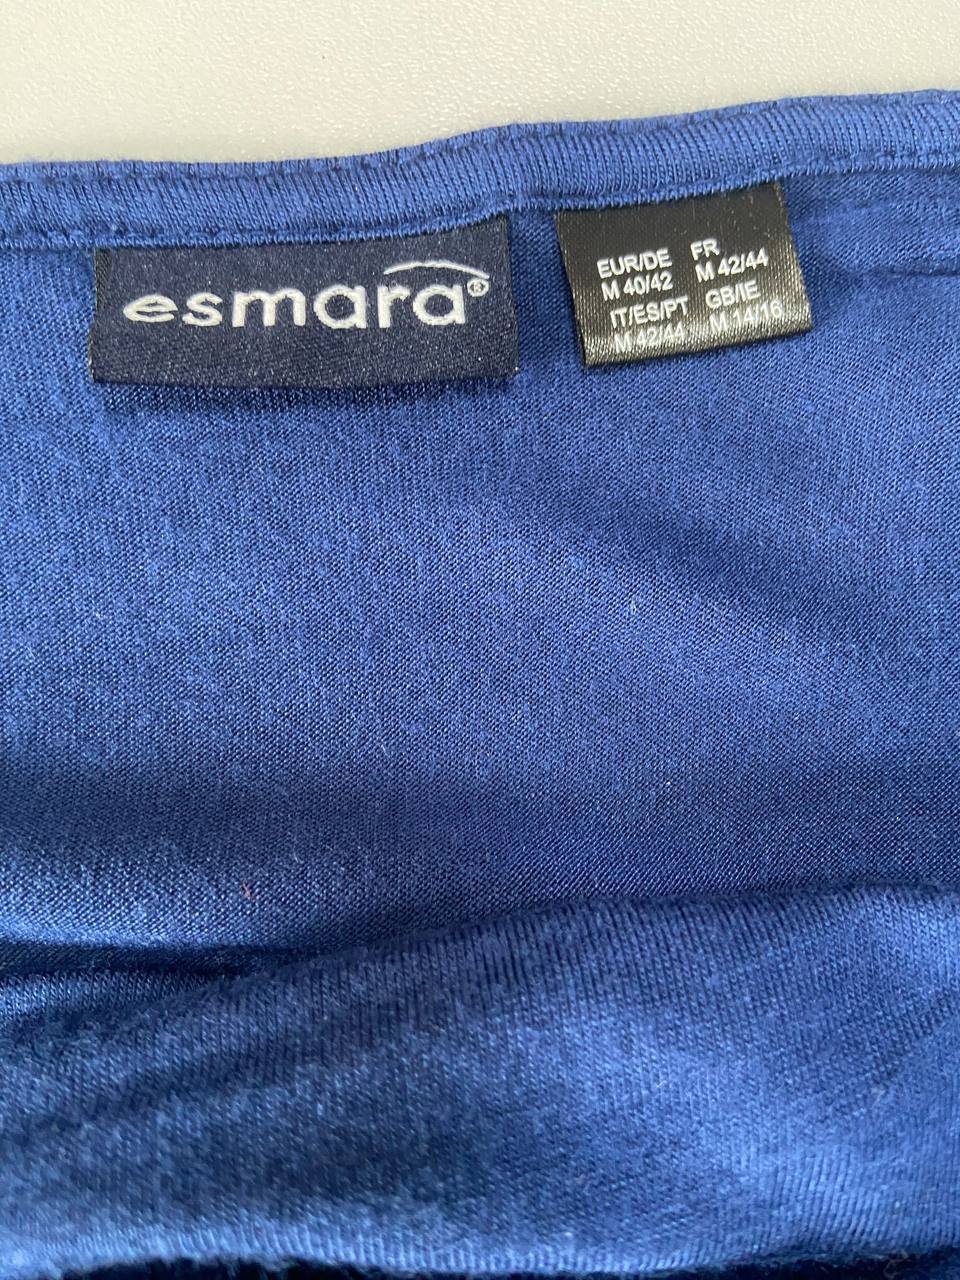 esmara®
EUR/DE FR
M 40/42 M 42/44
IT/ES/PT GB/IE
M 42/44 M 14/16